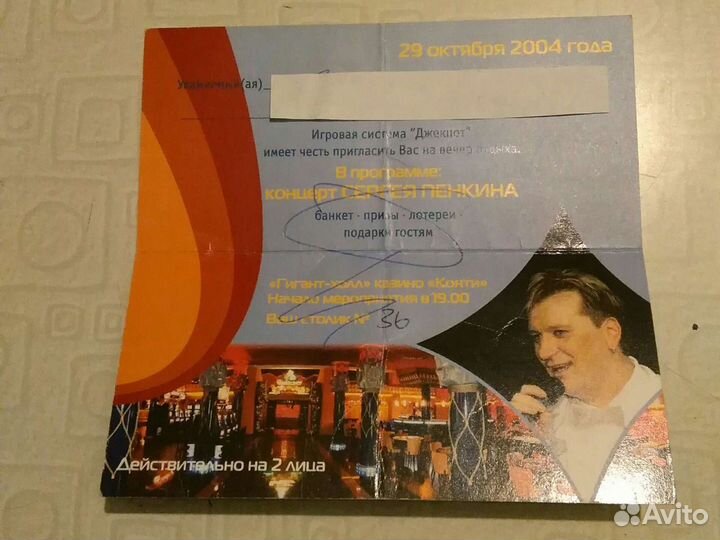 29 октября 2004 года
Уважаемый(ая)
Игровая система "Джекпот"
имеет честь пригласить Вас на вечер отдыха.
В программе:
концерт СЕРГЕЯ ПЕНКИНА
банкет · призы · лотереи ·
подарки гостям
«Гигант-холл» казино «Конти»
Начало мероприятия в 19.00
Ваш столик № 36
Действительно на 2 лица
Avito